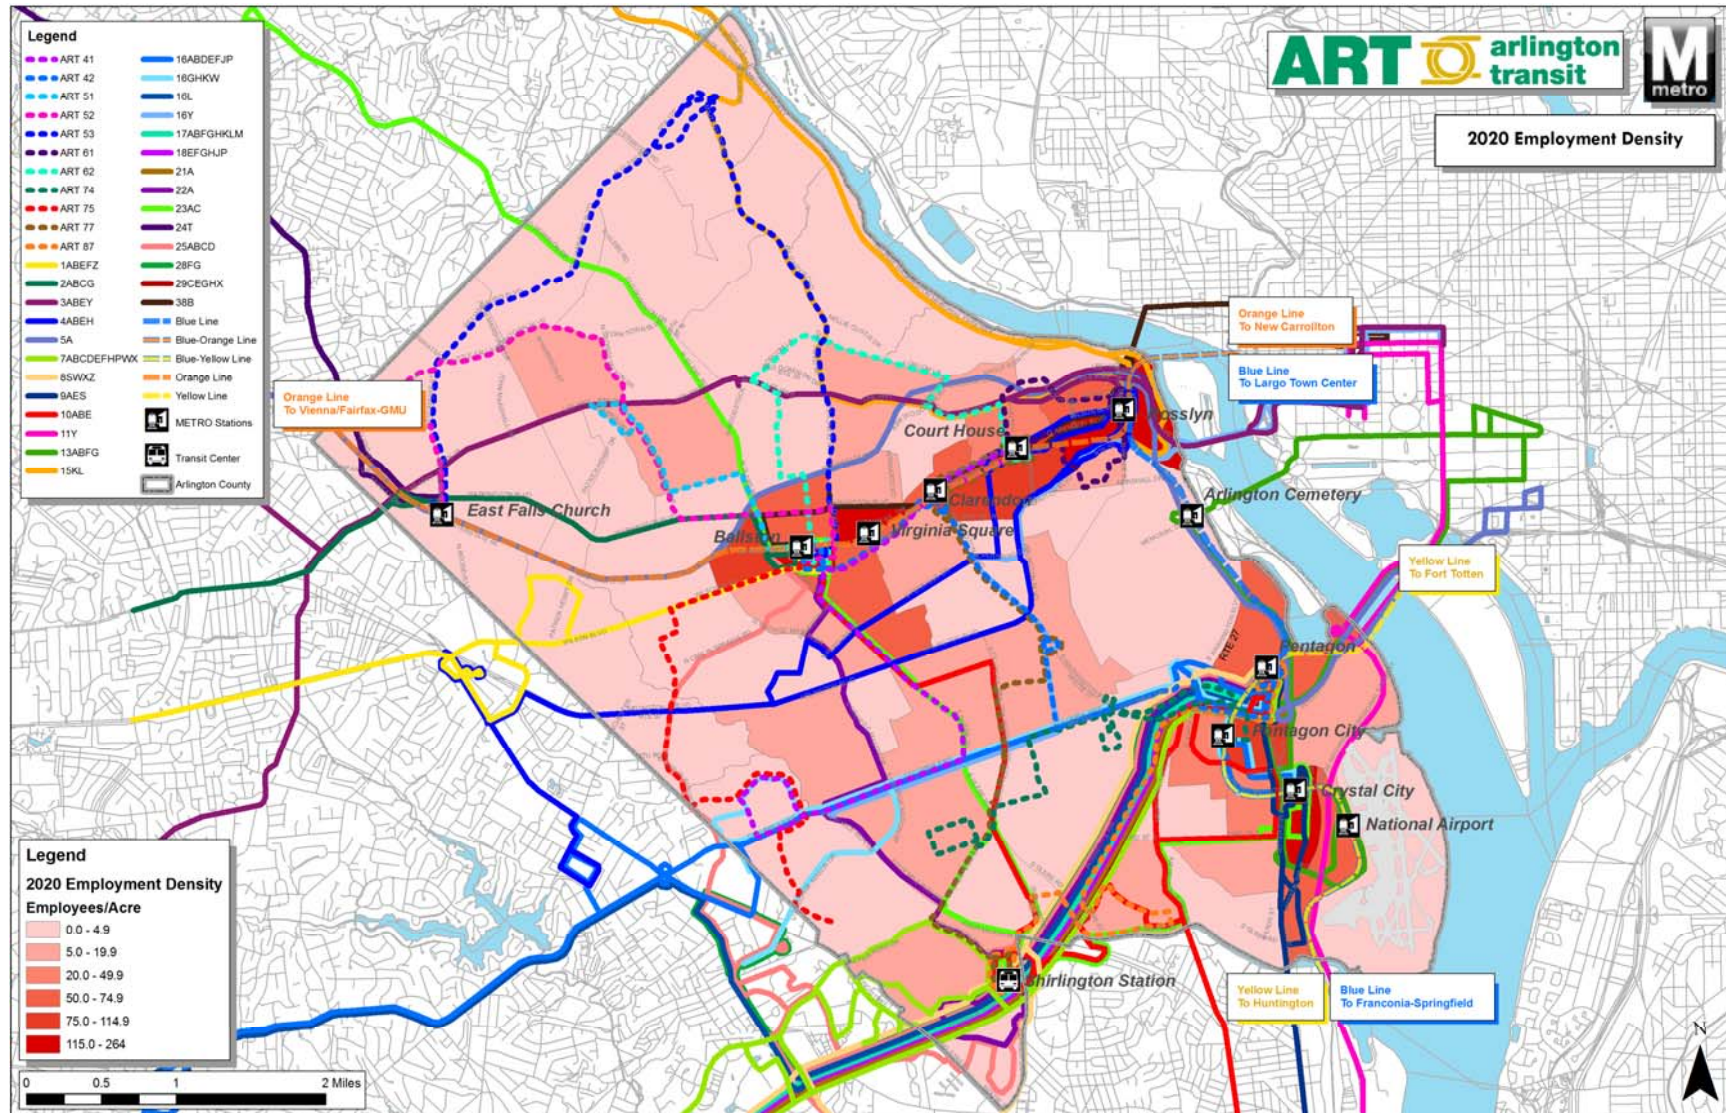 Legend
ART 41
ART 42
ART 51
ART 52
ART 53
ART 61
ART 62
ART 74
ART 75
ART 77
ART 87
1ABEFZ
2ABCG
3ABEY
4ABEH
5A
7ABCDEFHPWX
8SWXZ
9AES
10ABE
11Y
13ABFG
15KL
16ABDEFJP
16GHKW
16L
16Y
17ABFGHKLM
18EFGHJP
21A
22A
23AC
24T
25ABCD
28FG
29CEGHX
38B
Blue Line
Blue-Orange Line
Blue-Yellow Line
Orange Line
Yellow Line
METRO Stations
Transit Center
Arlington County
ART arlington
transit
M
metro
2020 Employment Density
Orange Line
To New Carrollton
Blue Line
To Largo Town Center
Orange Line
To Vienna/Fairfax-GMU
Rosslyn
Court House
Clarendon
Arlington Cemetery
East Falls Church
Virginia Square
Ballston
Yellow Line
To Fort Totten
RTE 27
Pentagon
Pentagon City
Crystal City
National Airport
Shirlington Station
Yellow Line
To Huntington
Blue Line
To Franconia-Springfield
Legend
2020 Employment Density
Employees/Acre
0.0 - 4.9
5.0 - 19.9
20.0 - 49.9
50.0 - 74.9
75.0 - 114.9
115.0 - 264
0 0.5 1 2 Miles
N